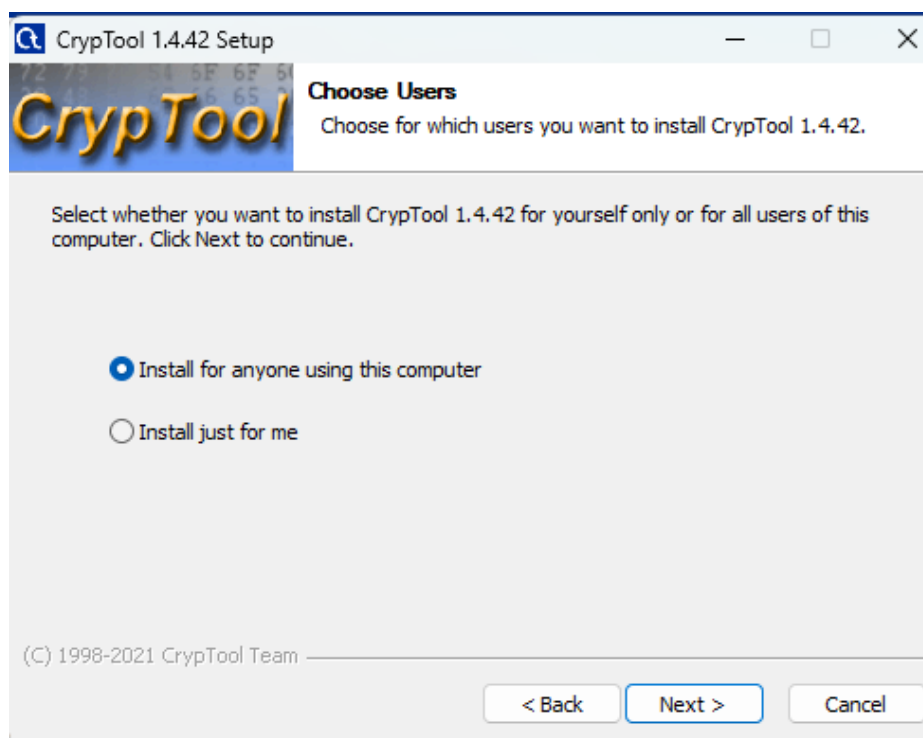 CrypTool 1.4.42 Setup
CrypTool
Choose Users
Choose for which users you want to install CrypTool 1.4.42.
Select whether you want to install CrypTool 1.4.42 for yourself only or for all users of this
computer. Click Next to continue.
Install for anyone using this computer
Install just for me
(C) 1998-2021 CrypTool Team
< Back
Next >
Cancel